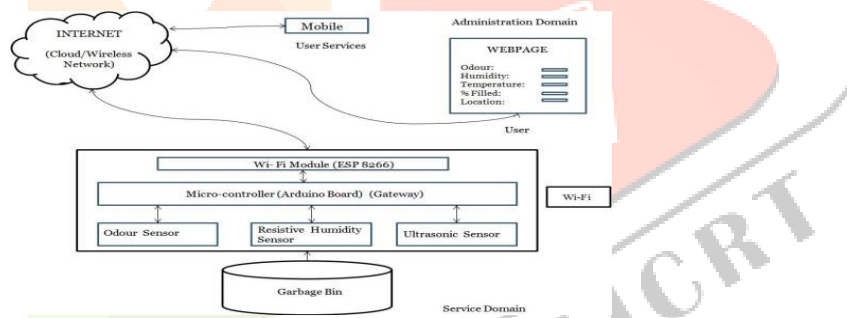 INTERNET
(Cloud/Wireless
Network)
Mobile
User Services
Administration Domain
WEBPAGE
Odour:
Humidity:
Temperature:
% Filled:
Location:
User
Wi- Fi Module (ESP 8266)
Micro-controller (Arduino Board) (Gateway)
Wi-Fi
Odour Sensor
Resistive Humidity
Sensor
Ultrasonic Sensor
Garbage Bin
Service Domain
IJCRT